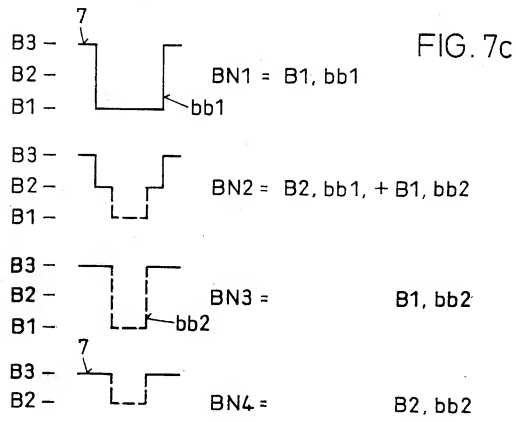 FIG. 7c
7
B3 –
B2 –
B1 –
BN1 = B1, bb1
bb1
B3 –
B2 –
B1 –
BN2 = B2, bb1, + B1, bb2
B3 –
B2 –
B1 –
BN3 = B1, bb2
bb2
7
B3 –
B2 –
BN4 = B2, bb2